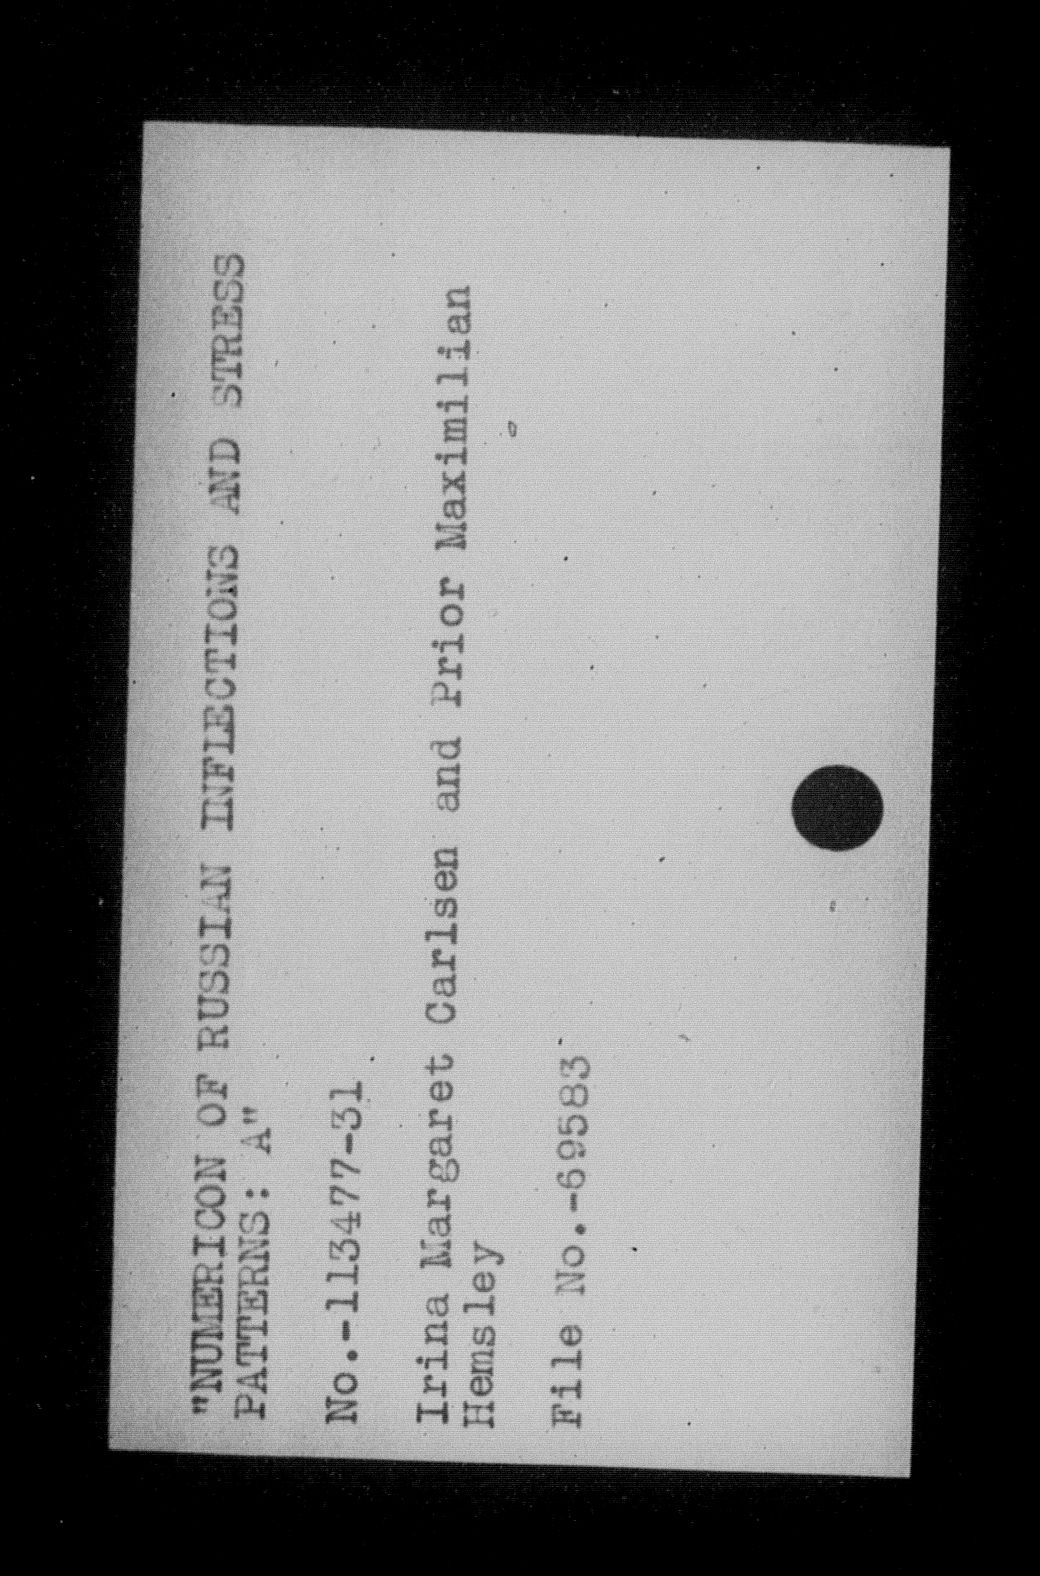 "NUMERICON OF RUSSIAN INFLECTIONS AND STRESS
PATTERNS: A"
No.-113477-31
Irina Margaret Carlsen and Prior Maximilian
Hemsley
File No.-69583